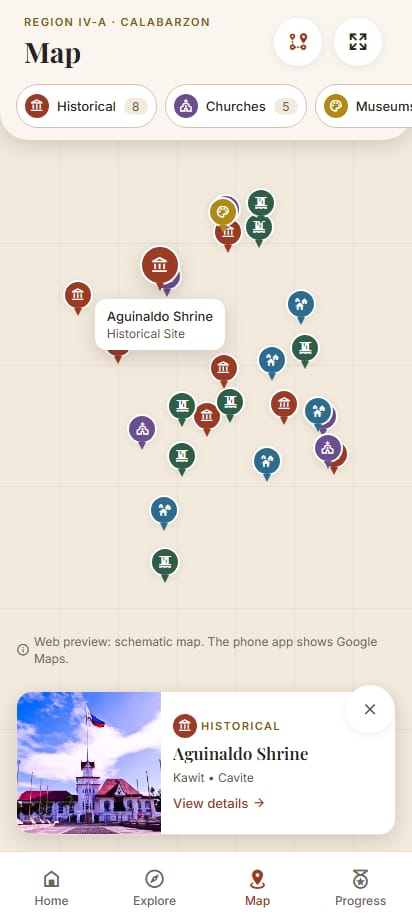 REGION IV-A · CALABARZON
Map
Historical 8
Churches 5
Museums
Aguinaldo Shrine
Historical Site
Web preview: schematic map. The phone app shows Google
Maps.
HISTORICAL
Aguinaldo Shrine
Kawit • Cavite
View details →
Home
Explore
Map
Progress